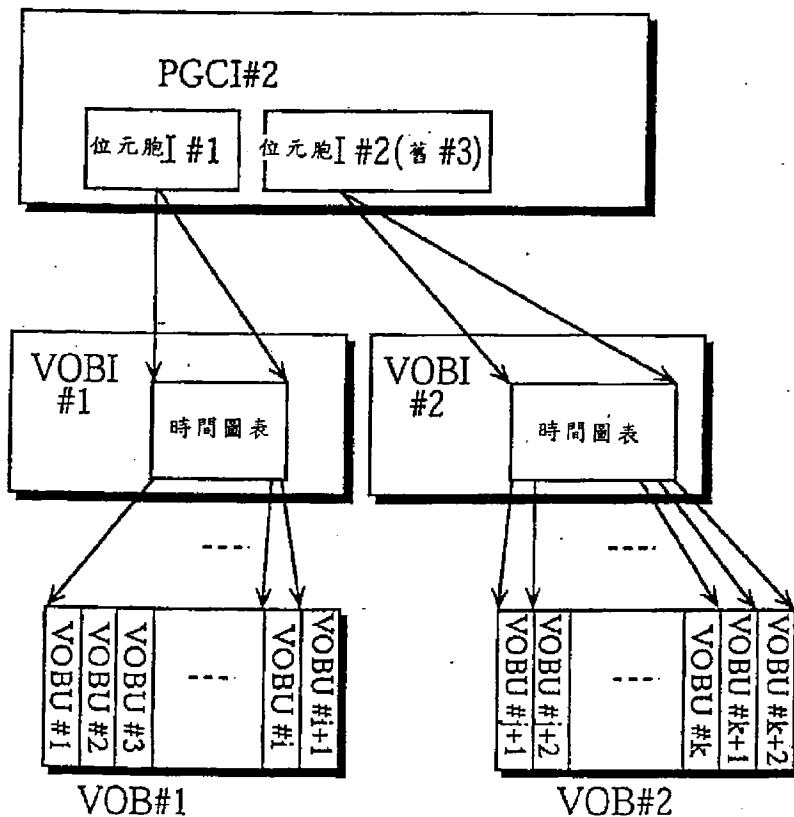 PGCI#2
位元胞I #1
位元胞I #2(舊 #3)
VOBI
#1
時間圖表
VOBI
#2
時間圖表
VOBU #1
VOBU #2
VOBU #3
VOBU #i
VOBU #i+1
VOBU #j+1
VOBU #j+2
VOBU #k
VOBU #k+1
VOBU #k+2
VOB#1
VOB#2